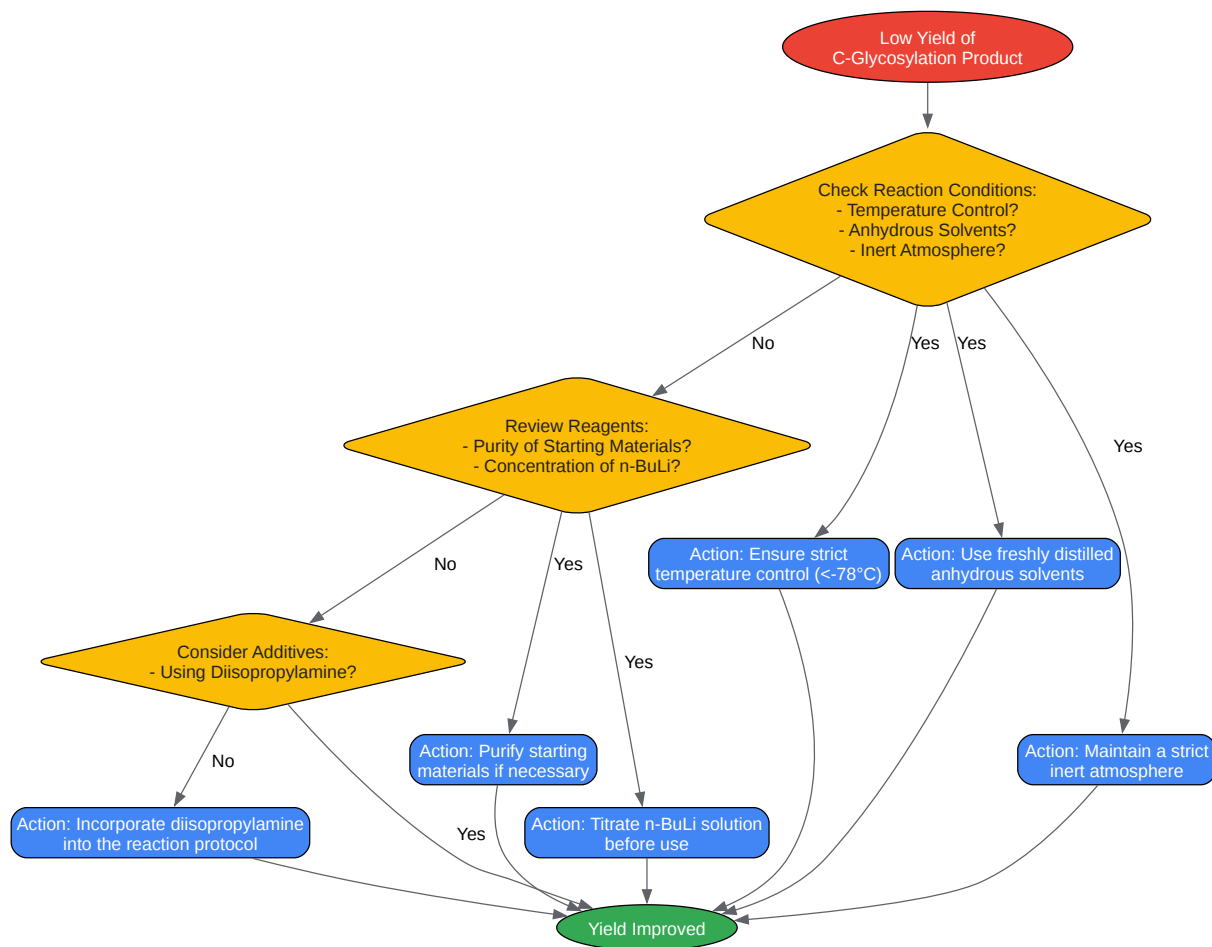 Low Yield of
C-Glycosylation Product
Check Reaction Conditions:
- Temperature Control?
- Anhydrous Solvents?
- Inert Atmosphere?
No
Yes
Yes
Yes
Review Reagents:
- Purity of Starting Materials?
- Concentration of n-BuLi?
Action: Ensure strict
temperature control (<-78°C)
Action: Use freshly distilled
anhydrous solvents
No
Yes
Yes
Consider Additives:
- Using Diisopropylamine?
Action: Purify starting
materials if necessary
Action: Maintain a strict
inert atmosphere
No
Yes
Action: Incorporate diisopropylamine
into the reaction protocol
Action: Titrate n-BuLi solution
before use
Yield Improved